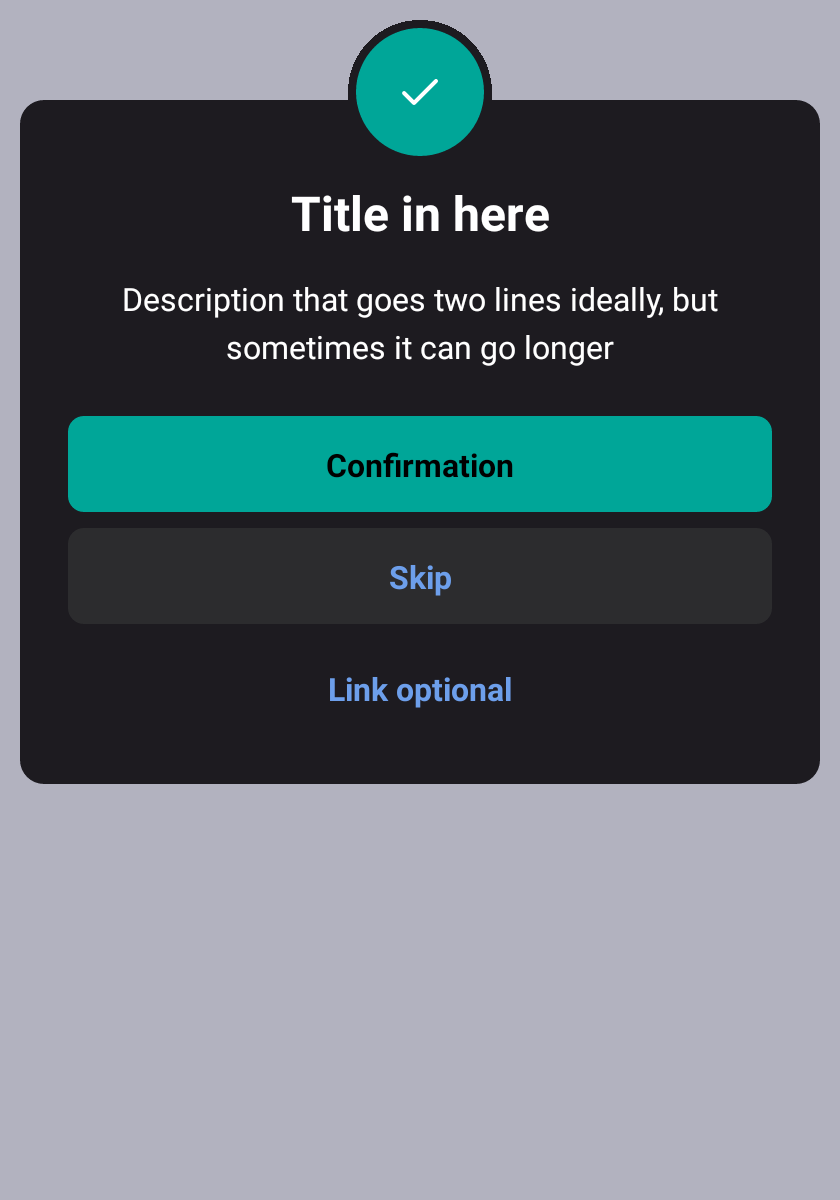 Title in here
Description that goes two lines ideally, but
sometimes it can go longer
Confirmation
Skip
Link optional